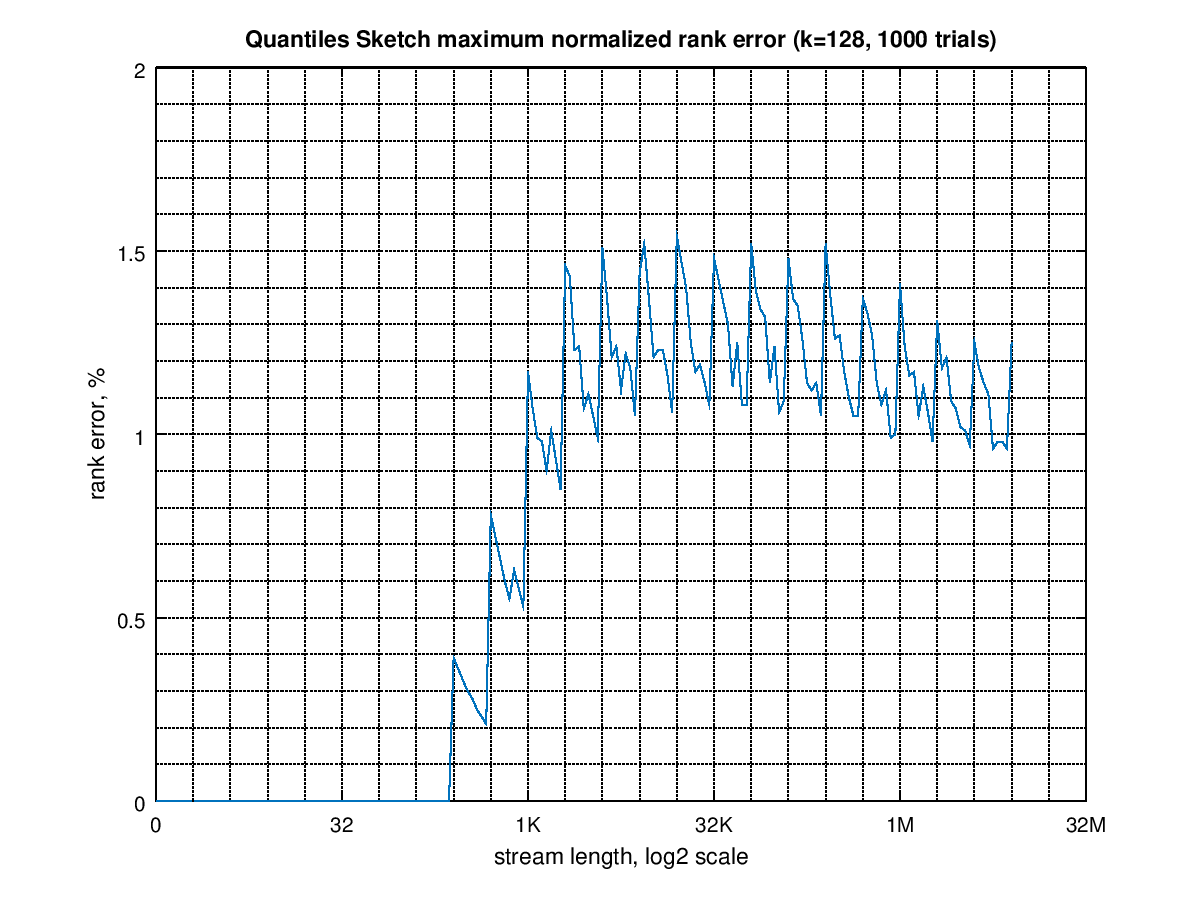 Quantiles Sketch maximum normalized rank error (k=128, 1000 trials)
2
1.5
1
0.5
0
rank error, %
0 32 1K 32K 1M 32M
stream length, log2 scale